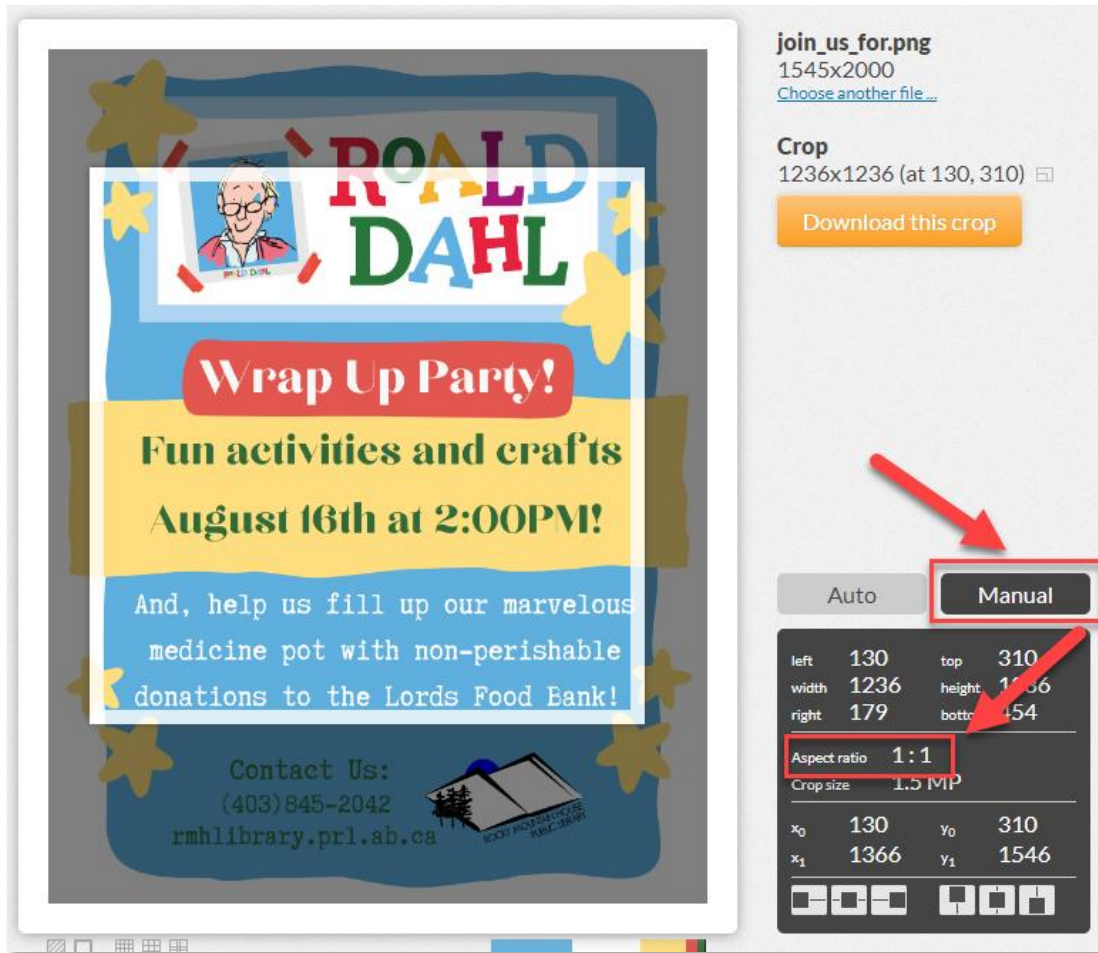 join_us_for.png
1545x2000
Choose another file ...
Crop
1236x1236 (at 130, 310)
Download this crop
ROALD
DAHL
ROALD DAHL
Wrap Up Party!
Fun activities and crafts
August 16th at 2:00PM!
And, help us fill up our marvelous
medicine pot with non-perishable
donations to the Lords Food Bank!
Contact Us:
(403)845-2042
rmhlibrary.prl.ab.ca
ROCKY MOUNTAIN HOUSE
PUBLIC LIBRARY
Auto Manual
left 130 top 310
width 1236 height
right 179 454
Aspect ratio 1 : 1
Crop size 1.5 MP
x0 130 y0 310
x1 1366 y1 1546